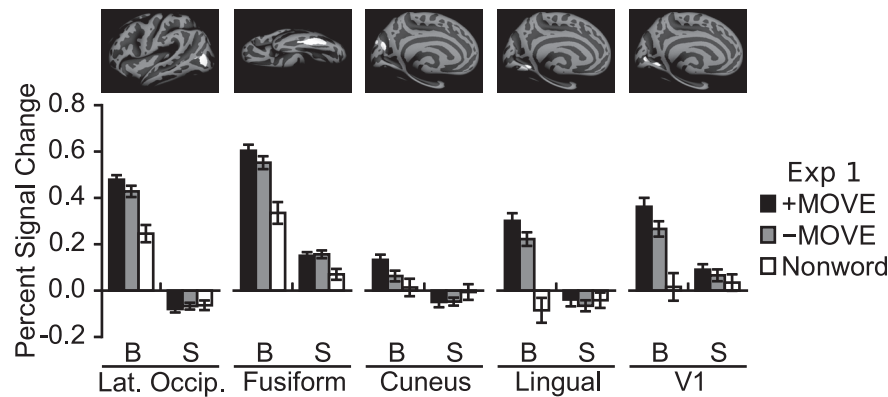 Percent Signal Change
0.8
0.6
0.4
0.2
0.0
-0.2
Exp 1
+MOVE
−MOVE
Nonword
B S B S B S B S B S
Lat. Occip. Fusiform Cuneus Lingual V1